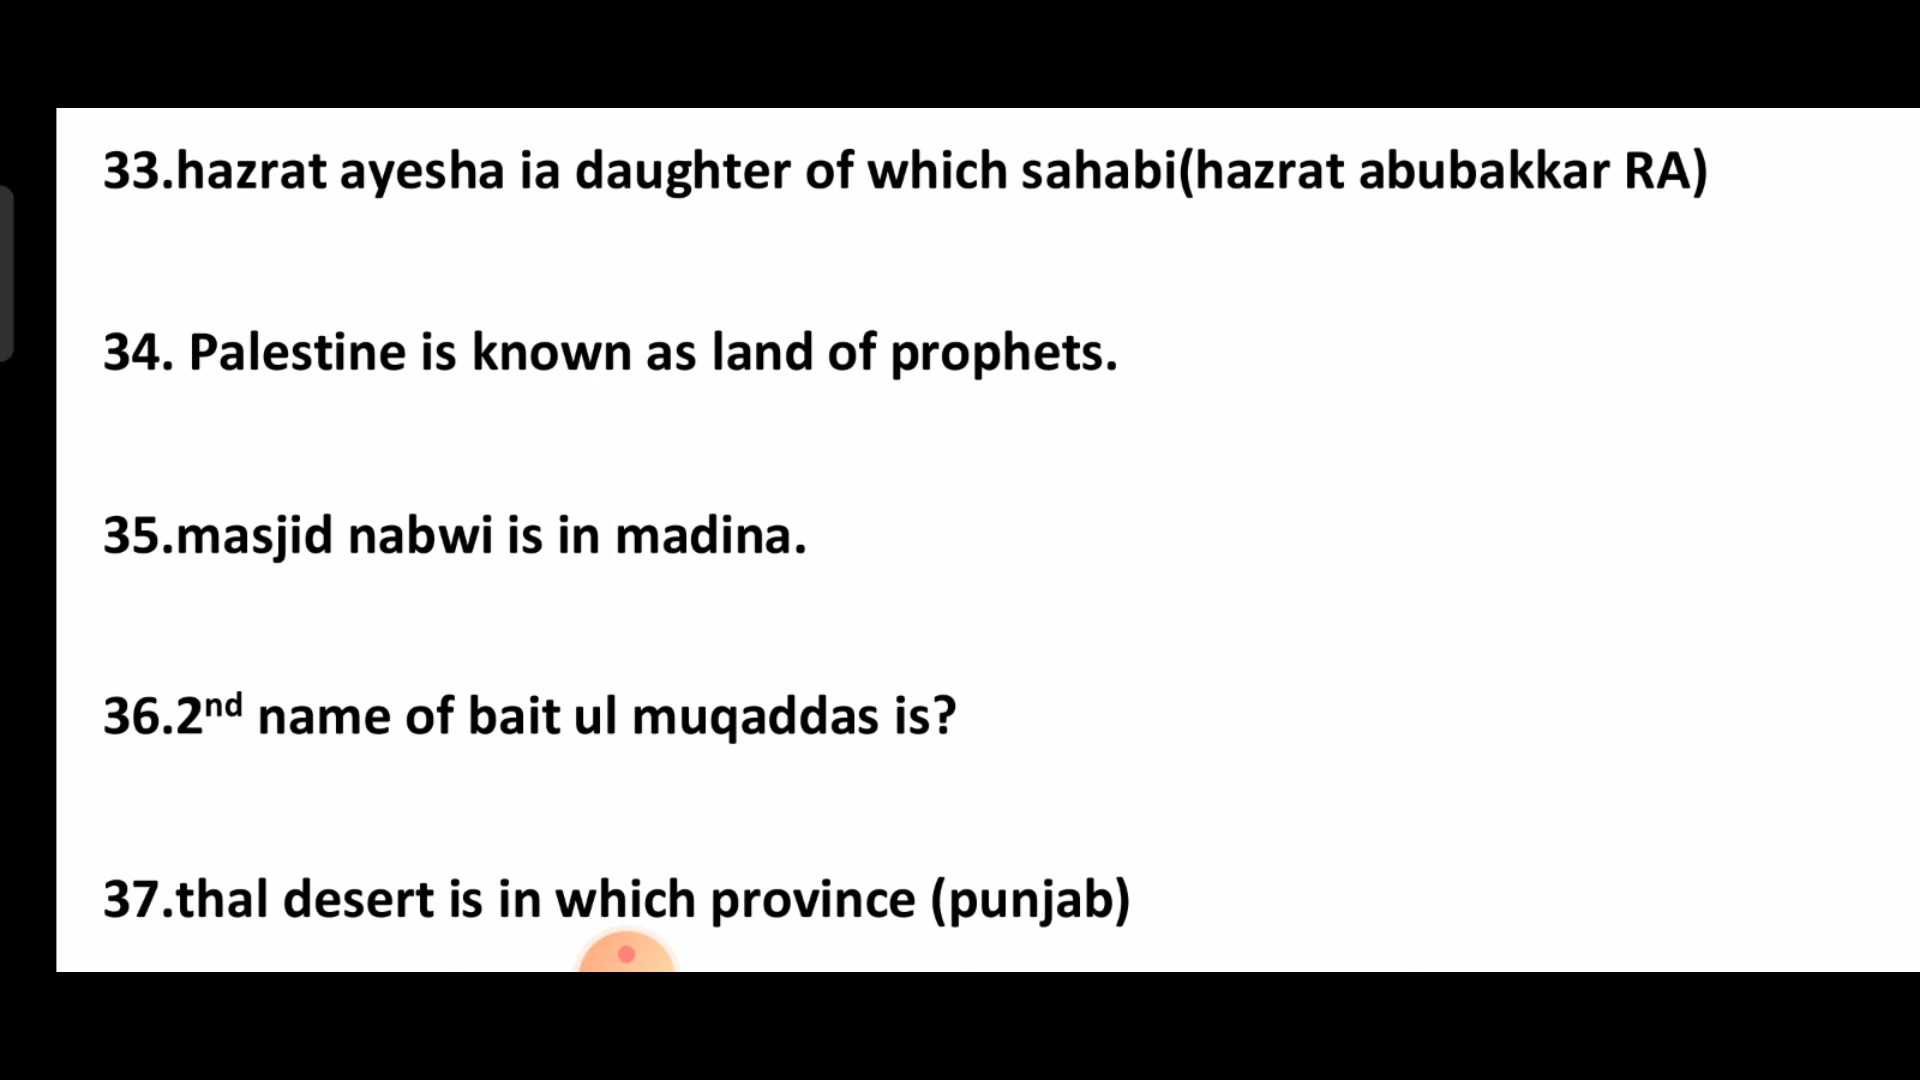 33.hazrat ayesha ia daughter of which sahabi(hazrat abubakkar RA)
34. Palestine is known as land of prophets.
35.masjid nabwi is in madina.
36.2nd name of bait ul muqaddas is?
37.thal desert is in which province (punjab)